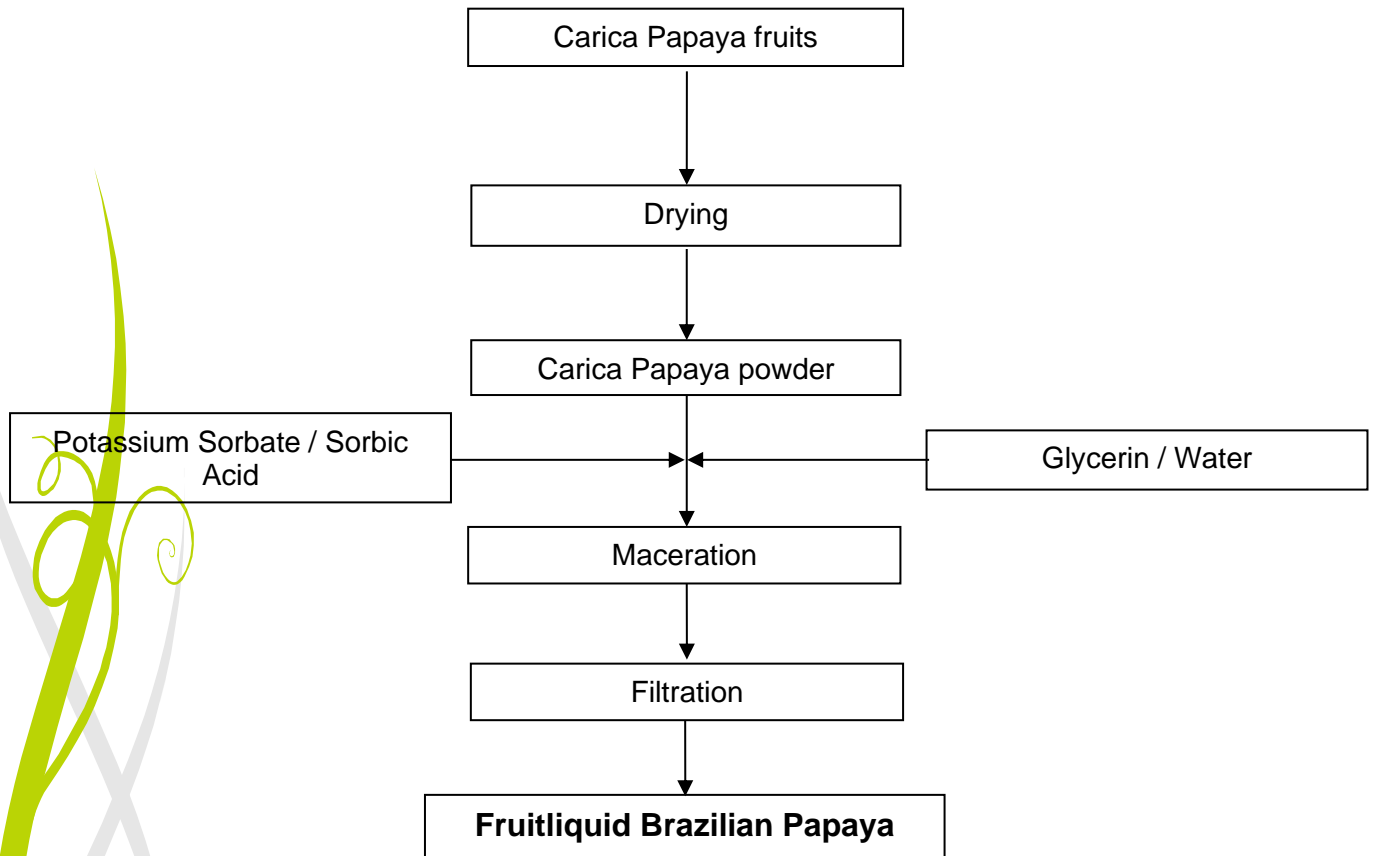 Carica Papaya fruits
Drying
Carica Papaya powder
Potassium Sorbate / Sorbic
Acid
Glycerin / Water
Maceration
Filtration
Fruitliquid Brazilian Papaya